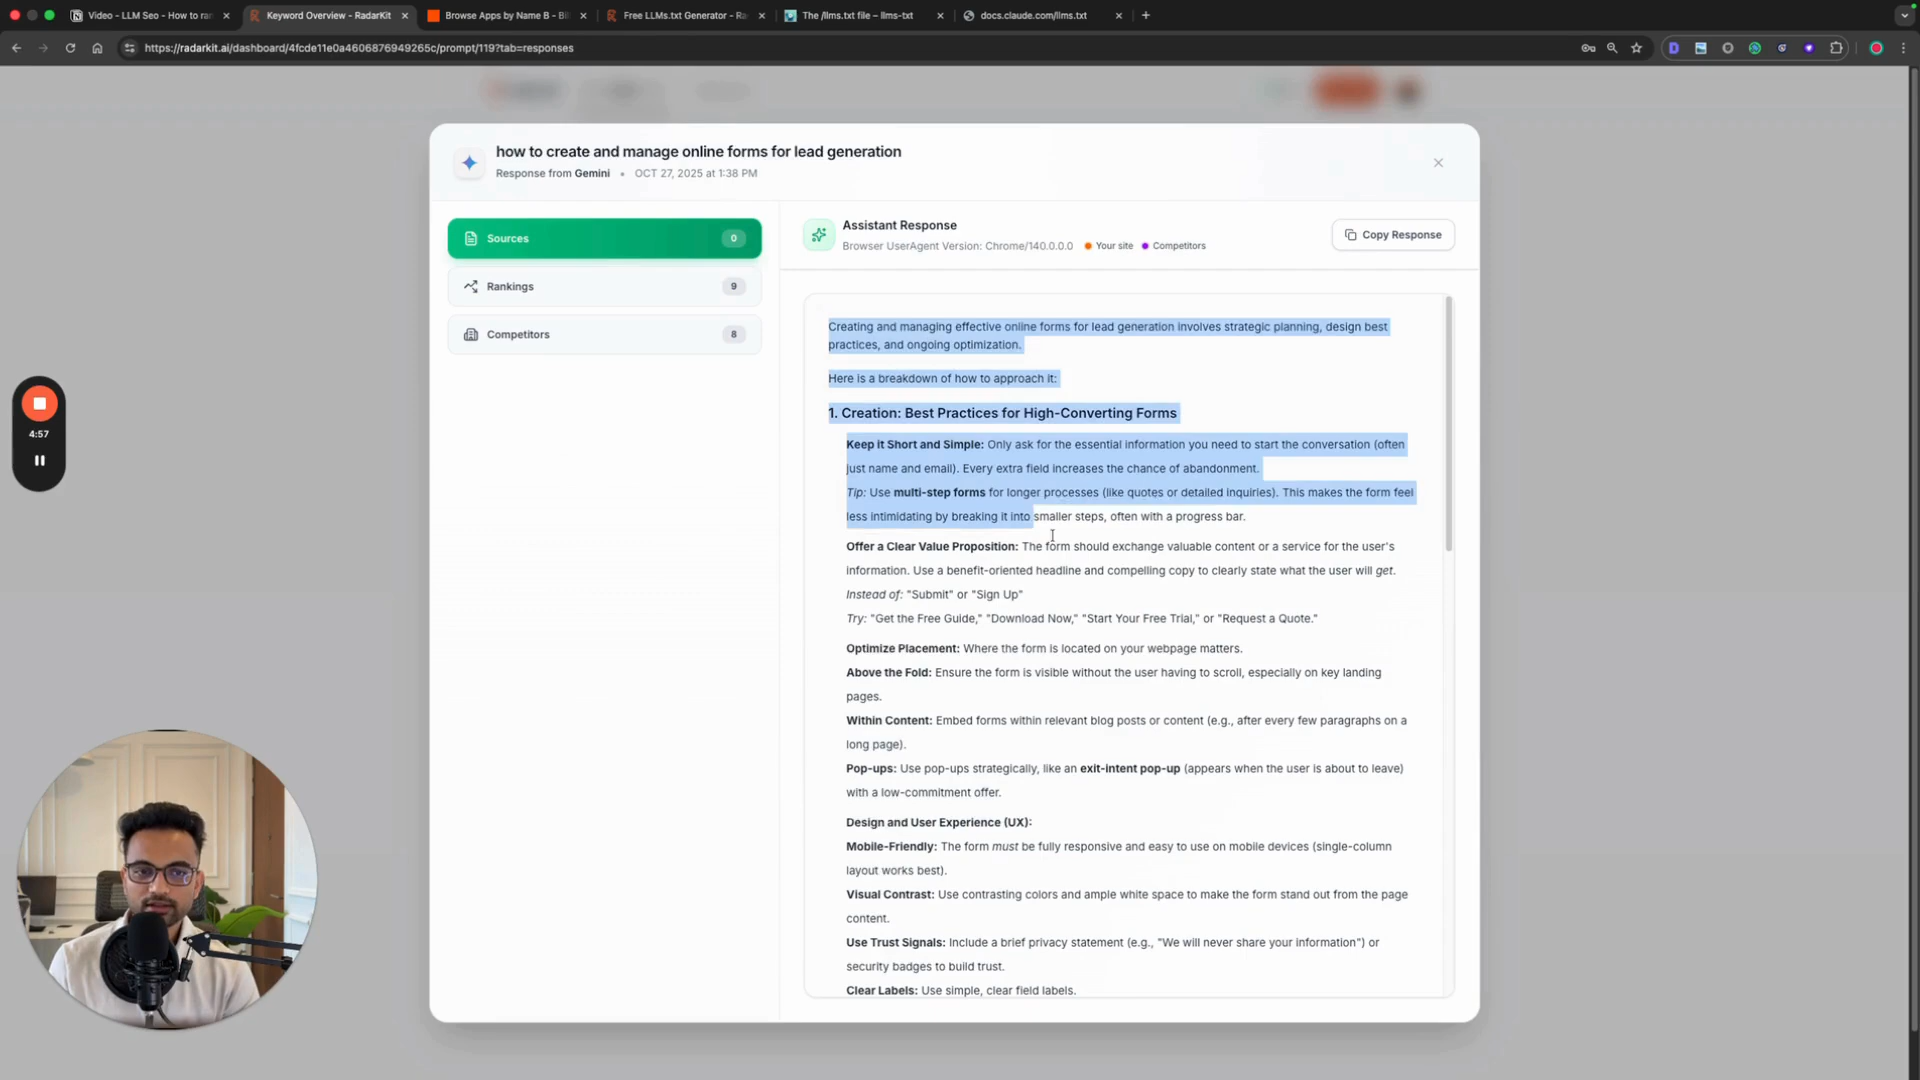 Video - LLM Seo - How to ra
Keyword Overview - RadarKit
Browse Apps by Name B - Bi
Free LLMs.txt Generator - Ra
The /llms.txt file – llms-txt
docs.claude.com/llms.txt
https://radarkit.ai/dashboard/4fcde11e0a4606876949265c/prompt/119?tab=responses
how to create and manage online forms for lead generation
Response from Gemini • OCT 27, 2025 at 1:38 PM
Sources 0
Rankings 9
Competitors 8
Assistant Response
Browser UserAgent Version: Chrome/140.0.0.0 Your site Competitors
Copy Response
Creating and managing effective online forms for lead generation involves strategic planning, design best
practices, and ongoing optimization.
Here is a breakdown of how to approach it:
1. Creation: Best Practices for High-Converting Forms
Keep it Short and Simple: Only ask for the essential information you need to start the conversation (often
just name and email). Every extra field increases the chance of abandonment.
Tip: Use multi-step forms for longer processes (like quotes or detailed inquiries). This makes the form feel
less intimidating by breaking it into smaller steps, often with a progress bar.
Offer a Clear Value Proposition: The form should exchange valuable content or a service for the user's
information. Use a benefit-oriented headline and compelling copy to clearly state what the user will get.
Instead of: "Submit" or "Sign Up"
Try: "Get the Free Guide," "Download Now," "Start Your Free Trial," or "Request a Quote."
Optimize Placement: Where the form is located on your webpage matters.
Above the Fold: Ensure the form is visible without the user having to scroll, especially on key landing
pages.
Within Content: Embed forms within relevant blog posts or content (e.g., after every few paragraphs on a
long page).
Pop-ups: Use pop-ups strategically, like an exit-intent pop-up (appears when the user is about to leave)
with a low-commitment offer.
Design and User Experience (UX):
Mobile-Friendly: The form must be fully responsive and easy to use on mobile devices (single-column
layout works best).
Visual Contrast: Use contrasting colors and ample white space to make the form stand out from the page
content.
Use Trust Signals: Include a brief privacy statement (e.g., "We will never share your information") or
security badges to build trust.
Clear Labels: Use simple, clear field labels.
4:57